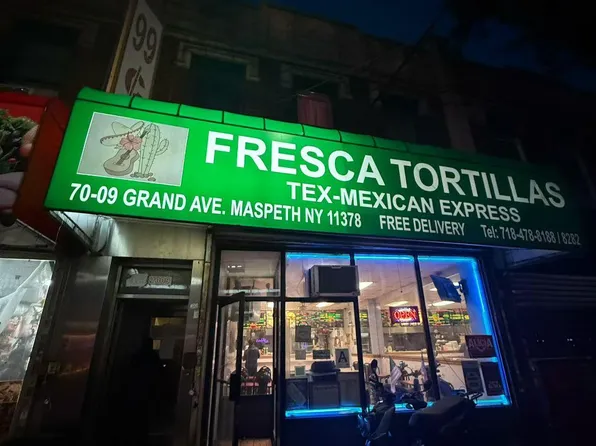 99
FRESCA TORTILLAS
TEX-MEXICAN EXPRESS
70-09 GRAND AVE. MASPETH NY 11378 FREE DELIVERY Tel: 718-478-8188 / 8282
OPEN
A